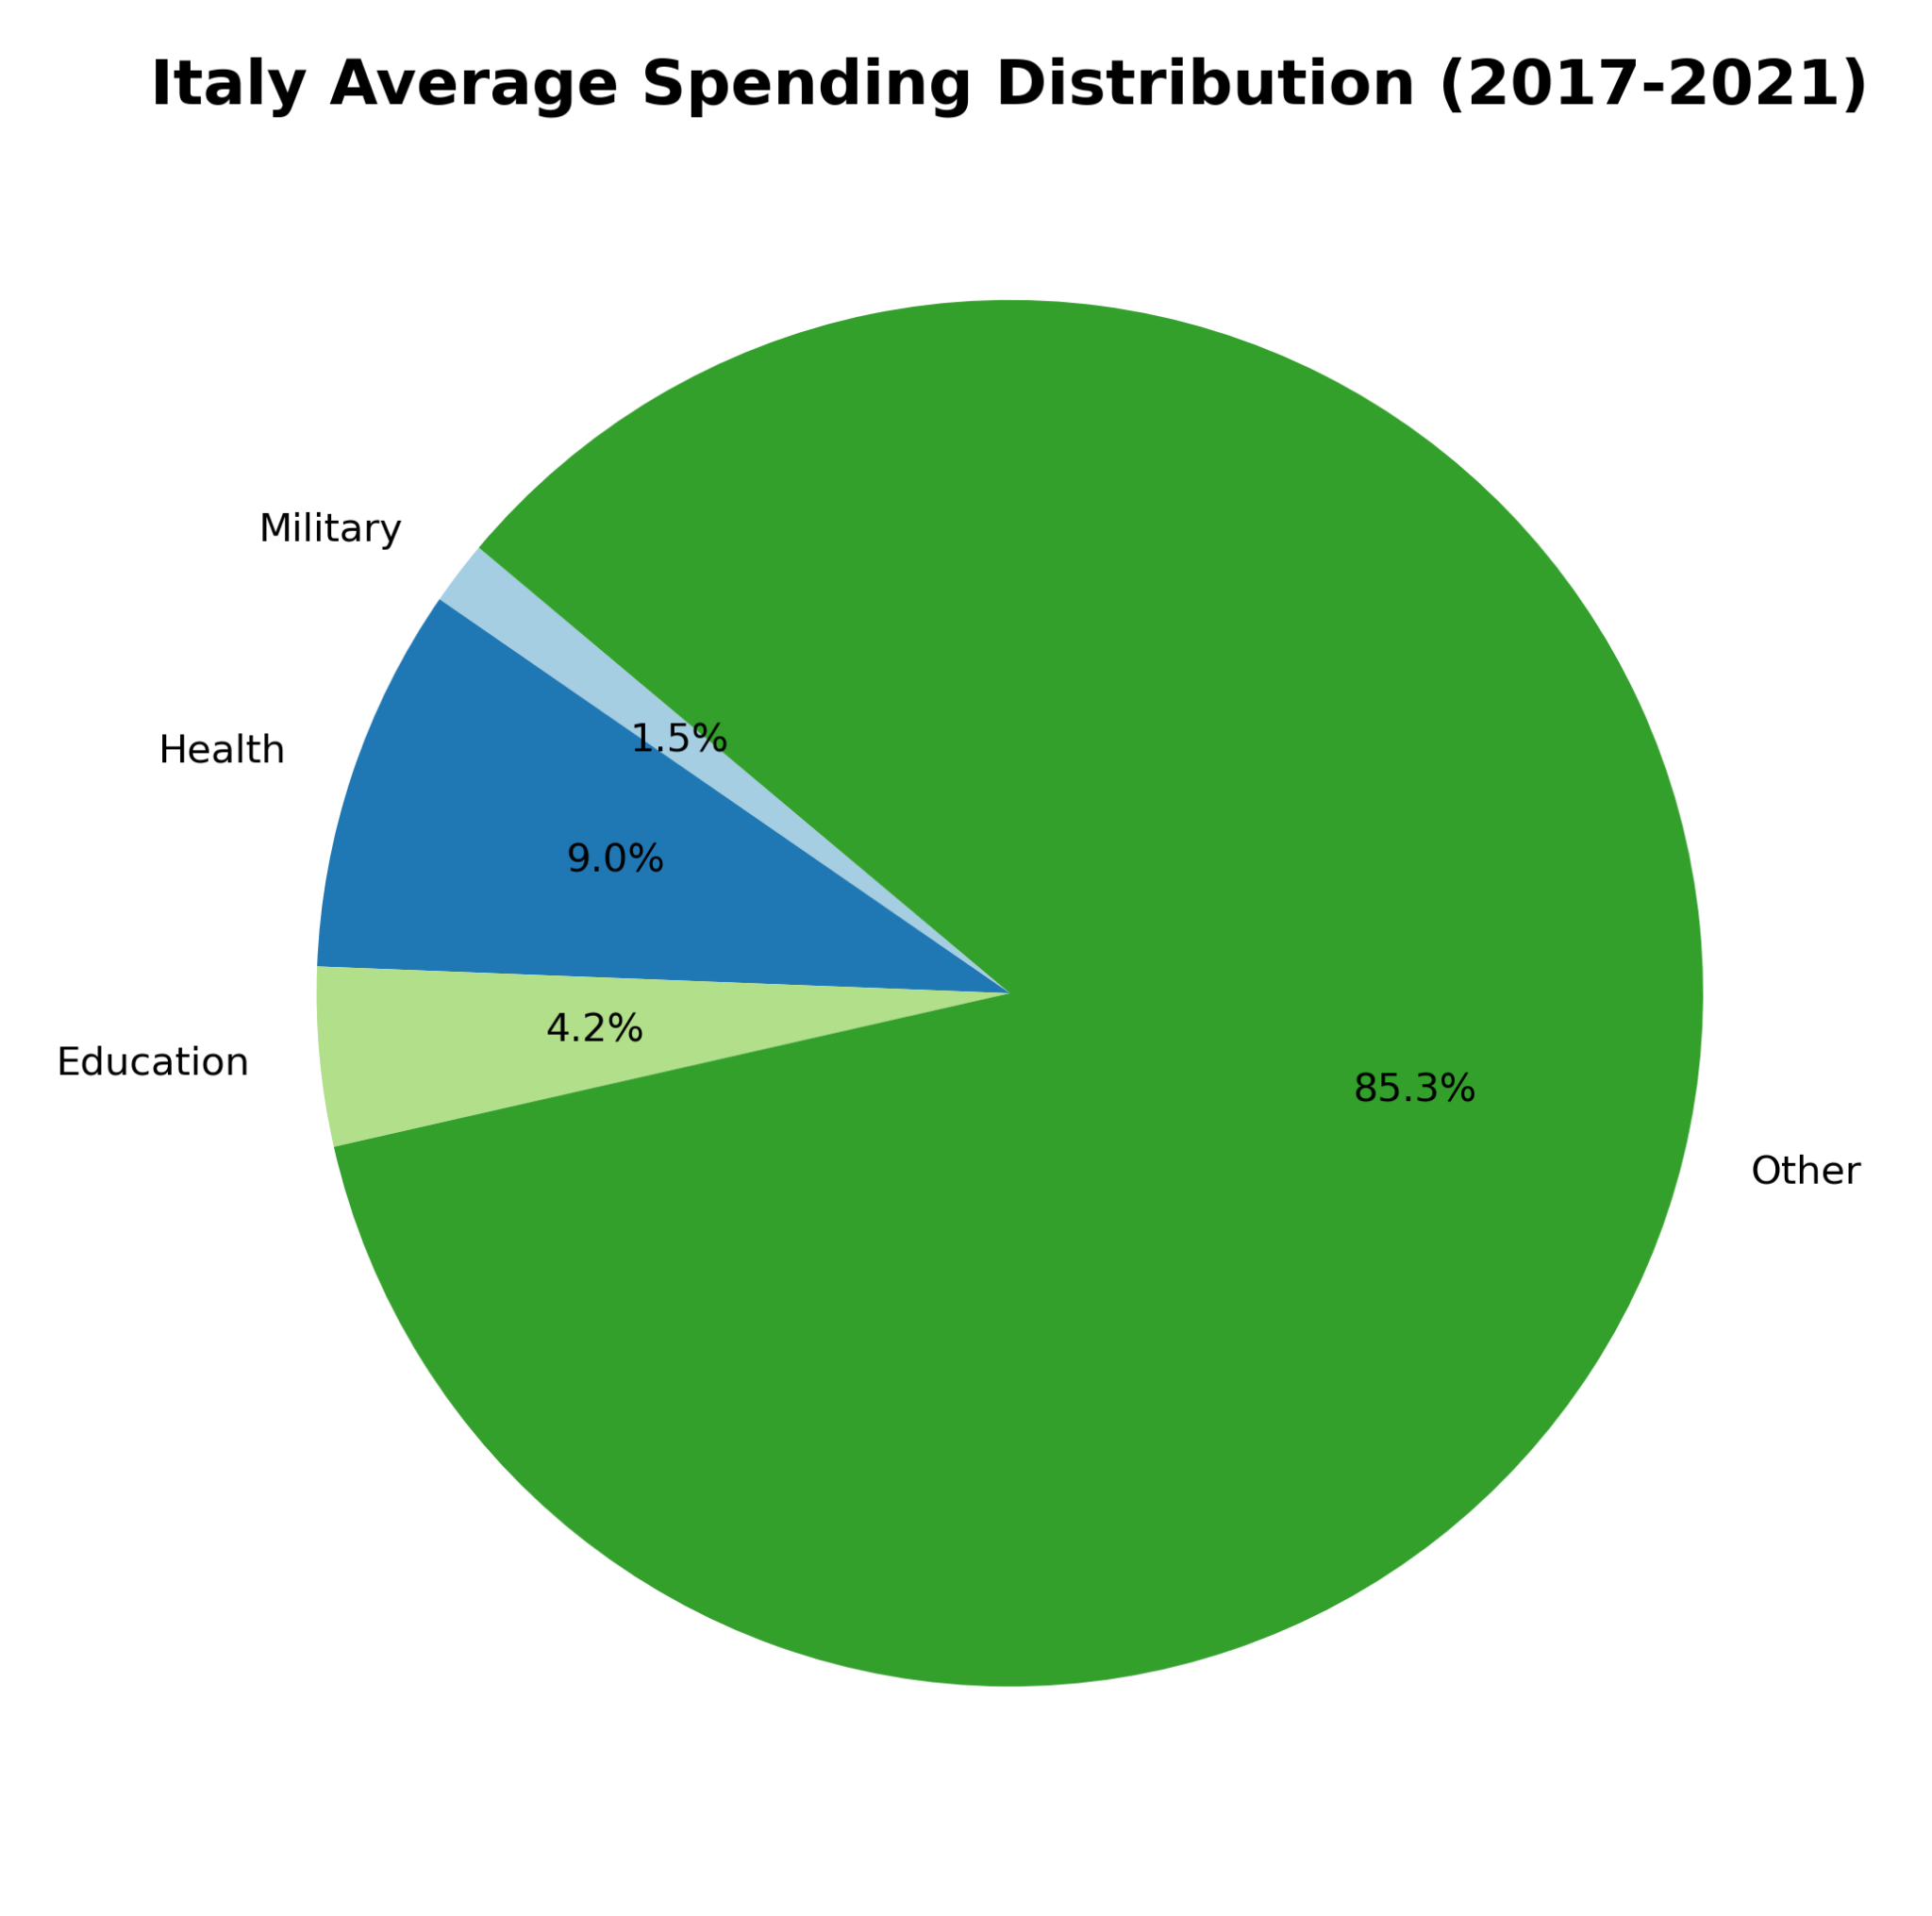 Italy Average Spending Distribution (2017-2021)
Military
1.5%
Health
9.0%
Education
4.2%
85.3%
Other